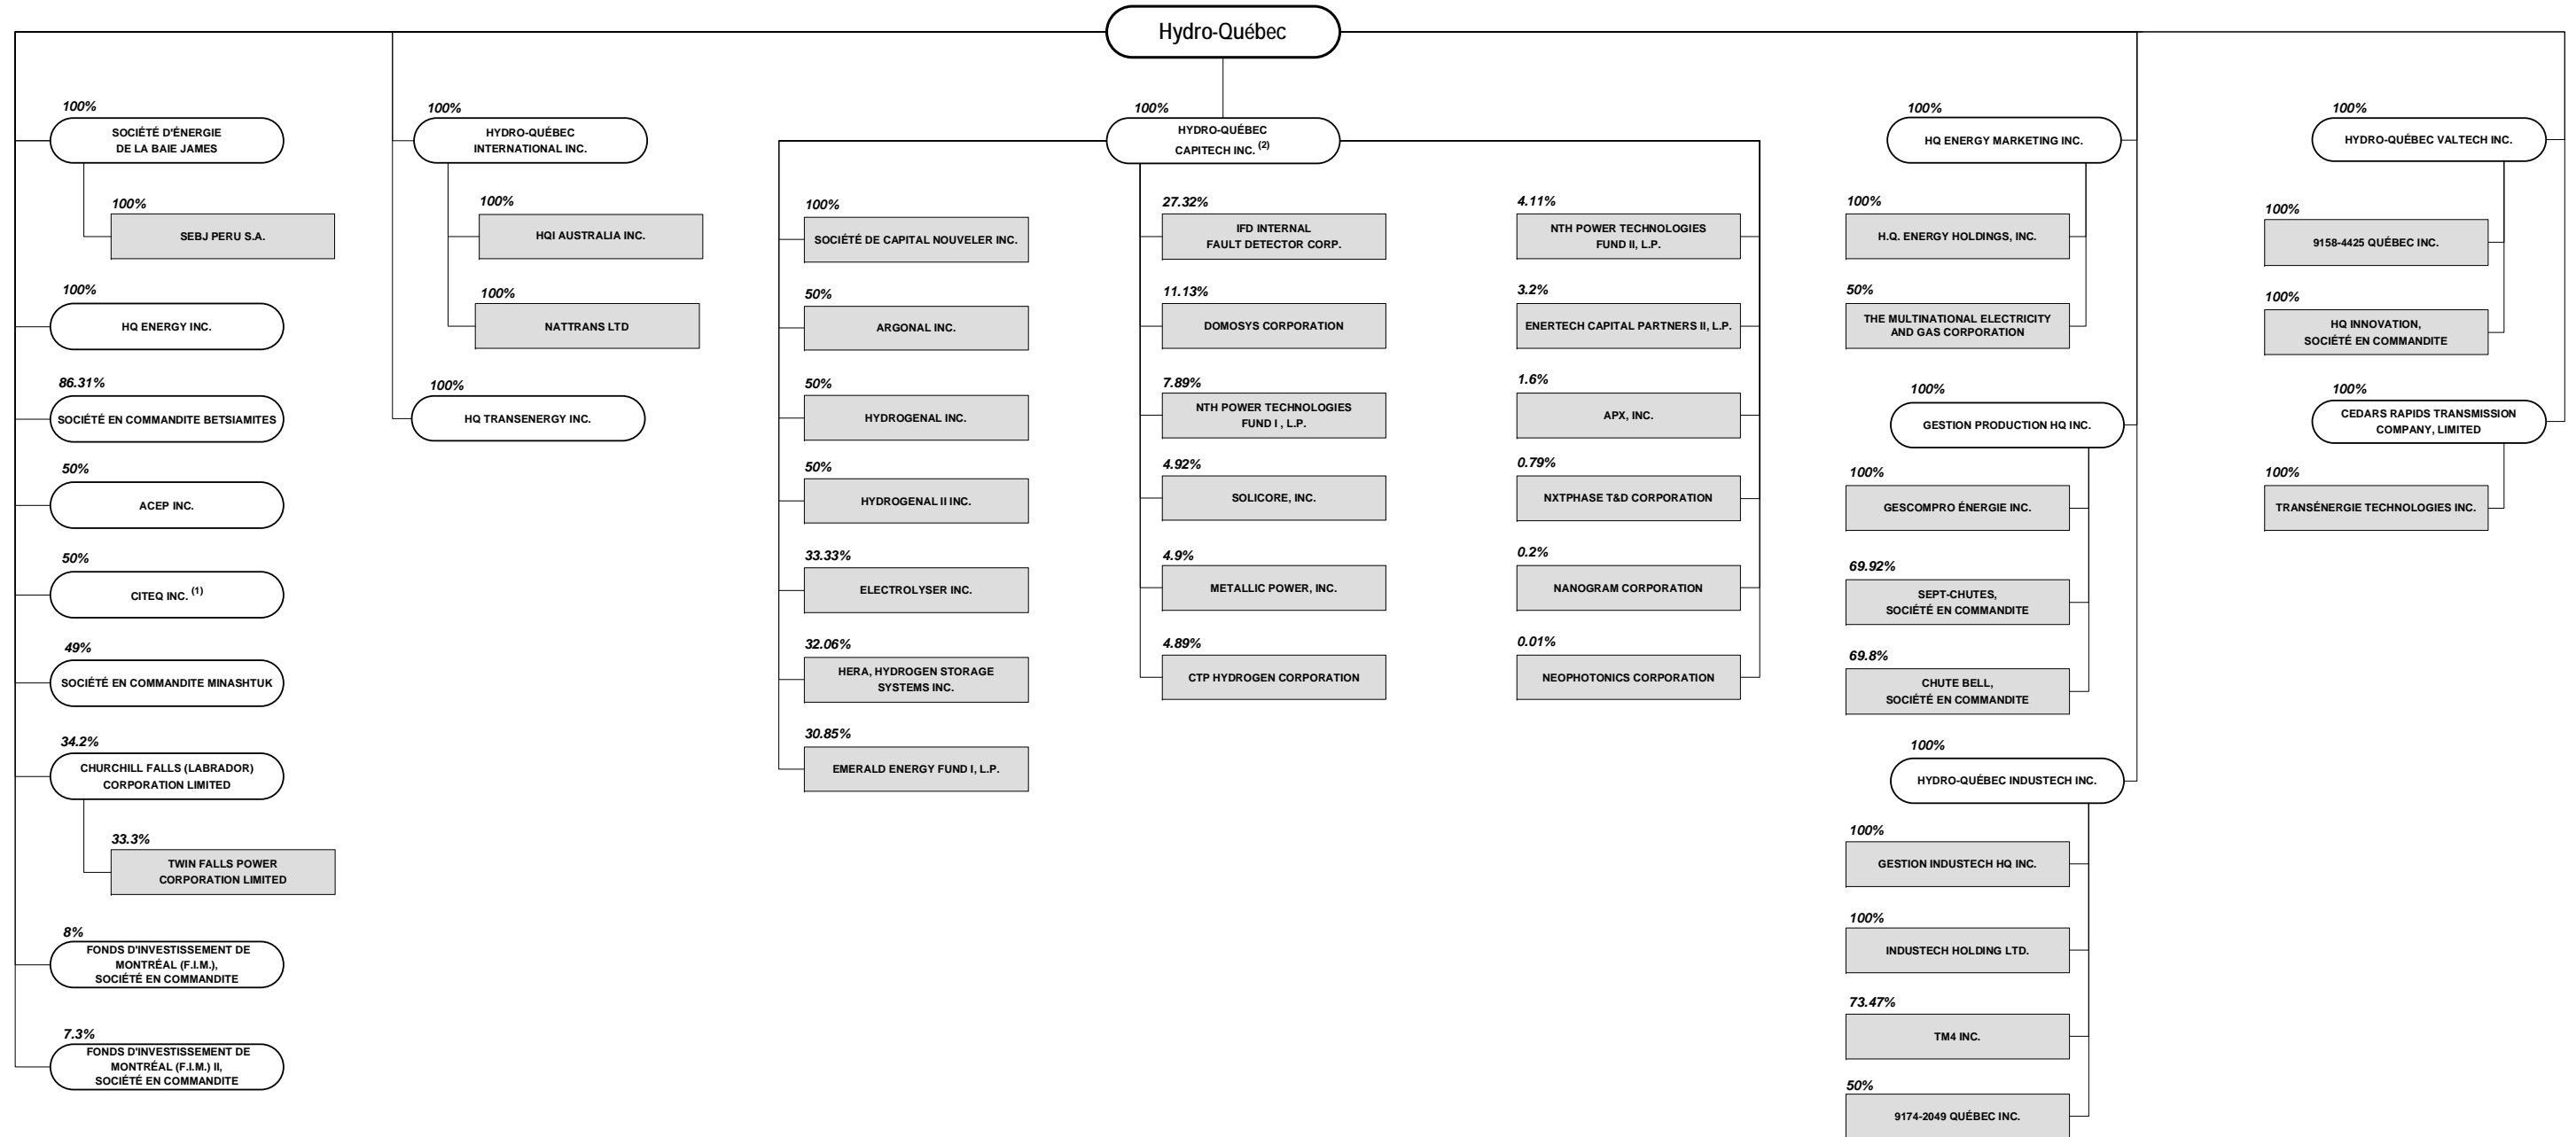 Hydro-Québec
100%
SOCIÉTÉ D'ÉNERGIE
DE LA BAIE JAMES
100%
SEBJ PERU S.A.
100%
HQ ENERGY INC.
86.31%
SOCIÉTÉ EN COMMANDITE BETSIAMITES
50%
ACEP INC.
50%
CITEQ INC. (1)
49%
SOCIÉTÉ EN COMMANDITE MINASHTUK
34.2%
CHURCHILL FALLS (LABRADOR)
CORPORATION LIMITED
33.3%
TWIN FALLS POWER
CORPORATION LIMITED
8%
FONDS D'INVESTISSEMENT DE
MONTRÉAL (F.I.M.),
SOCIÉTÉ EN COMMANDITE
7.3%
FONDS D'INVESTISSEMENT DE
MONTRÉAL (F.I.M.) II,
SOCIÉTÉ EN COMMANDITE
100%
HYDRO-QUÉBEC
INTERNATIONAL INC.
100%
HQI AUSTRALIA INC.
100%
NATTRANS LTD
100%
HQ TRANSENERGY INC.
100%
HYDRO-QUÉBEC
CAPITECH INC. (2)
100%
SOCIÉTÉ DE CAPITAL NOUVELER INC.
50%
ARGONAL INC.
50%
HYDROGENAL INC.
50%
HYDROGENAL II INC.
33.33%
ELECTROLYSER INC.
32.06%
HERA, HYDROGEN STORAGE
SYSTEMS INC.
30.85%
EMERALD ENERGY FUND I, L.P.
27.32%
IFD INTERNAL
FAULT DETECTOR CORP.
11.13%
DOMOSYS CORPORATION
7.89%
NTH POWER TECHNOLOGIES
FUND I , L.P.
4.92%
SOLICORE, INC.
4.9%
METALLIC POWER, INC.
4.89%
CTP HYDROGEN CORPORATION
4.11%
NTH POWER TECHNOLOGIES
FUND II, L.P.
3.2%
ENERTECH CAPITAL PARTNERS II, L.P.
1.6%
APX, INC.
0.79%
NXTPHASE T&D CORPORATION
0.2%
NANOGRAM CORPORATION
0.01%
NEOPHOTONICS CORPORATION
100%
HQ ENERGY MARKETING INC.
100%
H.Q. ENERGY HOLDINGS, INC.
50%
THE MULTINATIONAL ELECTRICITY
AND GAS CORPORATION
100%
GESTION PRODUCTION HQ INC.
100%
GESCOMPRO ÉNERGIE INC.
69.92%
SEPT-CHUTES,
SOCIÉTÉ EN COMMANDITE
69.8%
CHUTE BELL,
SOCIÉTÉ EN COMMANDITE
100%
HYDRO-QUÉBEC INDUSTECH INC.
100%
GESTION INDUSTECH HQ INC.
100%
INDUSTECH HOLDING LTD.
73.47%
TM4 INC.
50%
9174-2049 QUÉBEC INC.
100%
HYDRO-QUÉBEC VALTECH INC.
100%
9158-4425 QUÉBEC INC.
100%
HQ INNOVATION,
SOCIÉTÉ EN COMMANDITE
100%
CEDARS RAPIDS TRANSMISSION
COMPANY, LIMITED
100%
TRANSÉNERGIE TECHNOLOGIES INC.